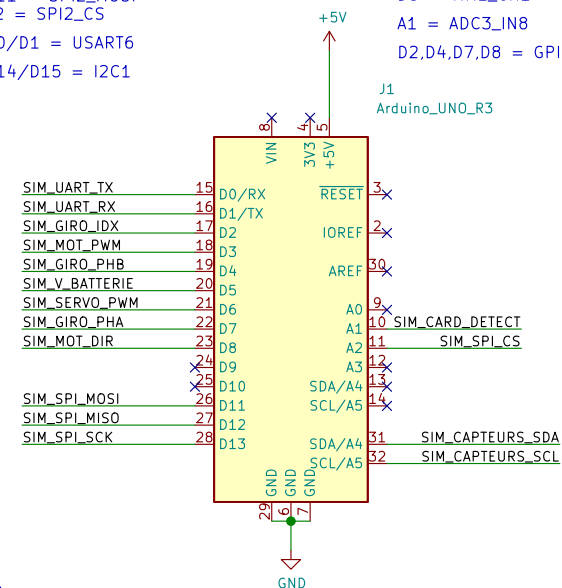 2 = SPI2_CS
0/D1 = USART6
14/D15 = I2C1
+5V
A1 = ADC3_IN8
D2,D4,D7,D8 = GPI
J1
Arduino_UNO_R3
8 4 5
VIN 3V3 +5V
SIM_UART_TX 15 D0/RX RESET 3
SIM_UART_RX 16 D1/TX
SIM_GIRO_IDX 17 D2 IOREF 2
SIM_MOT_PWM 18 D3
SIM_GIRO_PHB 19 D4 AREF 30
SIM_V_BATTERIE 20 D5
SIM_SERVO_PWM 21 D6 A0 9
SIM_GIRO_PHA 22 D7 A1 10 SIM_CARD_DETECT
SIM_MOT_DIR 23 D8 A2 11 SIM_SPI_CS
24 D9 A3 12
25 D10 SDA/A4 13
SIM_SPI_MOSI 26 D11 SCL/A5 14
SIM_SPI_MISO 27 D12
SIM_SPI_SCK 28 D13 SDA/A4 31 SIM_CAPTEURS_SDA
SCL/A5 32 SIM_CAPTEURS_SCL
GND GND GND
29 6 7
GND